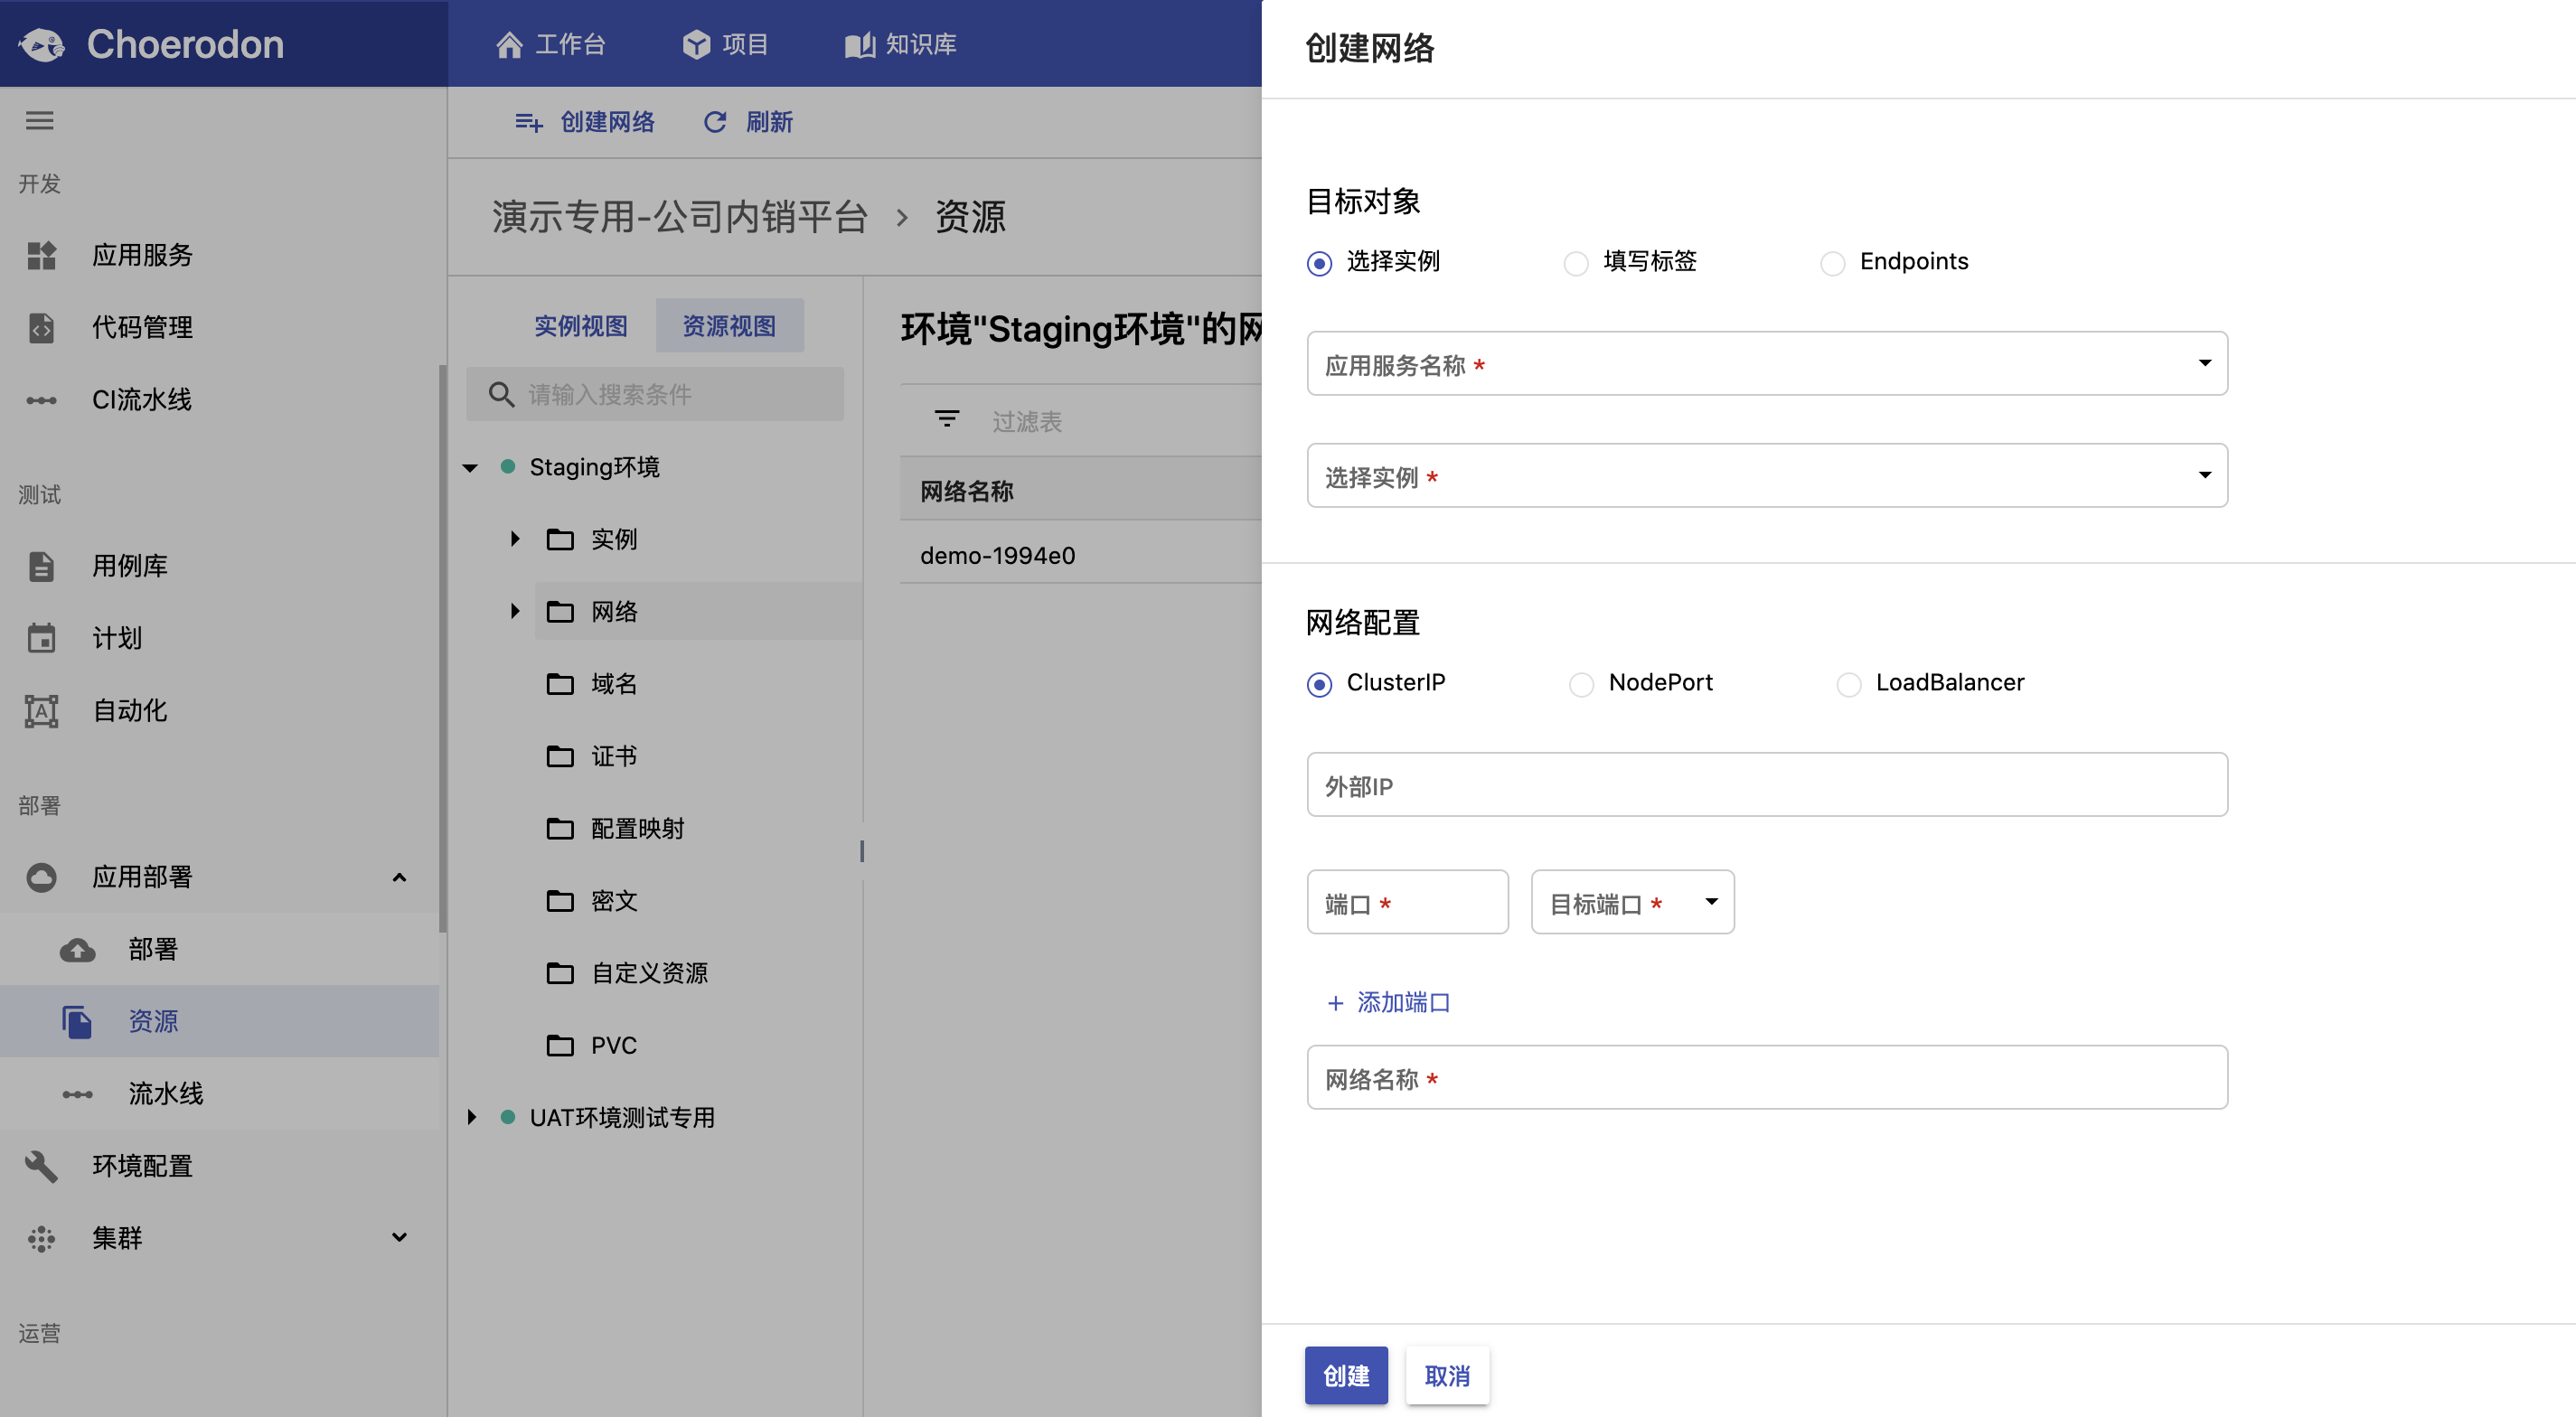 Choerodon
工作台
项目
知识库
开发
应用服务
代码管理
CI流水线
测试
用例库
计划
自动化
部署
应用部署
部署
资源
流水线
环境配置
集群
运营
创建网络
刷新
演示专用-公司内销平台 › 资源
实例视图
资源视图
请输入搜索条件
Staging环境
实例
网络
域名
证书
配置映射
密文
自定义资源
PVC
UAT环境测试专用
环境"Staging环境"的网
过滤表
网络名称
demo-1994e0
创建网络
目标对象
选择实例
填写标签
Endpoints
应用服务名称 *
选择实例 *
网络配置
ClusterIP
NodePort
LoadBalancer
外部IP
端口 *
目标端口 *
+ 添加端口
网络名称 *
创建
取消